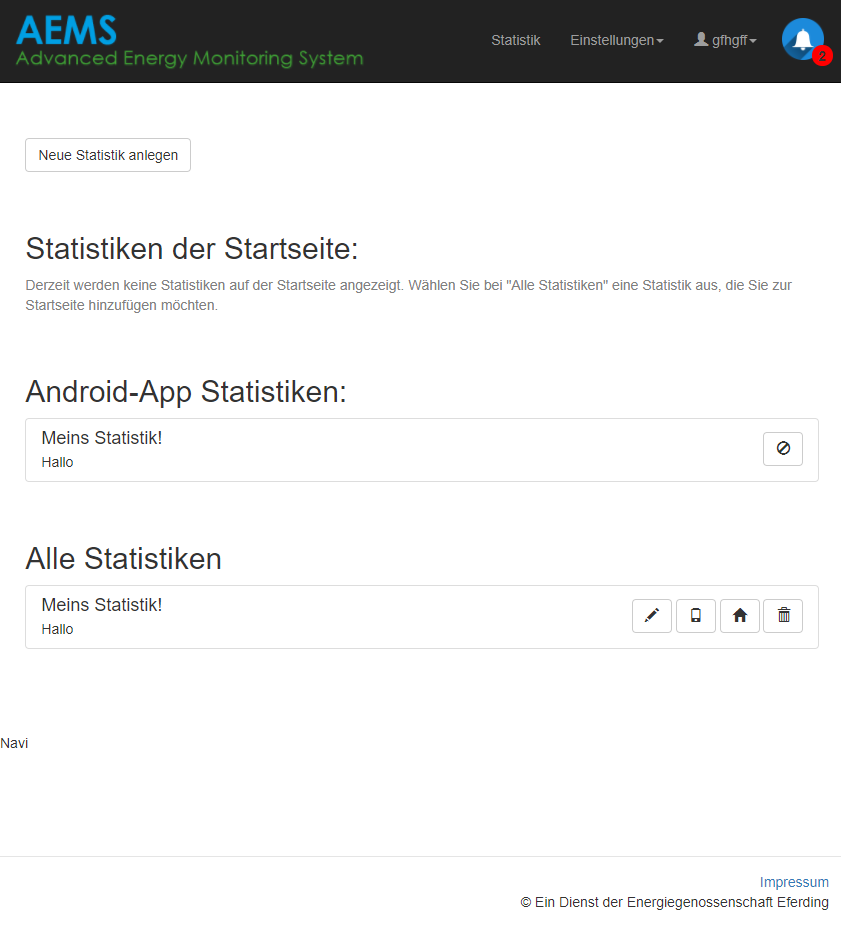 AEMS
Advanced Energy Monitoring System
Statistik Einstellungen gfhgff 2
Neue Statistik anlegen
Statistiken der Startseite:
Derzeit werden keine Statistiken auf der Startseite angezeigt. Wählen Sie bei "Alle Statistiken" eine Statistik aus, die Sie zur
Startseite hinzufügen möchten.
Android-App Statistiken:
Meins Statistik!
Hallo
Alle Statistiken
Meins Statistik!
Hallo
Navi
Impressum
© Ein Dienst der Energiegenossenschaft Eferding